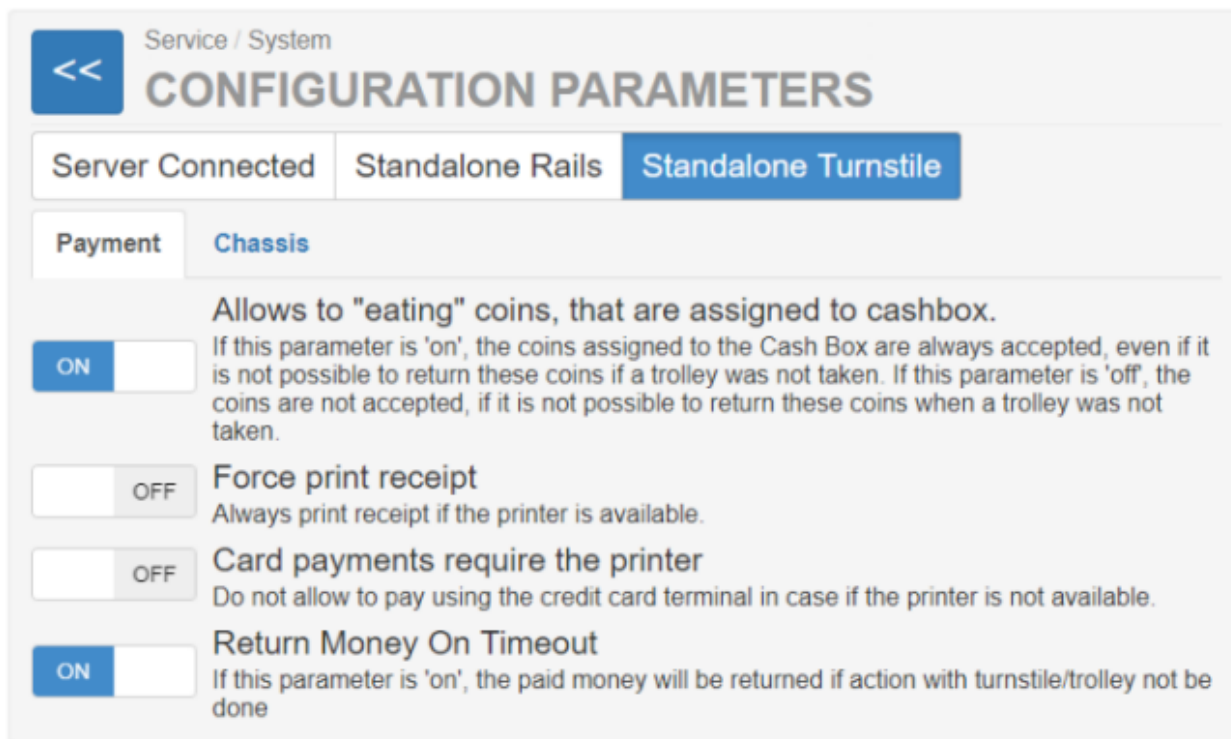 <<
Service / System
CONFIGURATION PARAMETERS
Server Connected
Standalone Rails
Standalone Turnstile
Payment
Chassis
Allows to "eating" coins, that are assigned to cashbox.
ON
If this parameter is 'on', the coins assigned to the Cash Box are always accepted, even if it
is not possible to return these coins if a trolley was not taken. If this parameter is 'off', the
coins are not accepted, if it is not possible to return these coins when a trolley was not
taken.
OFF
Force print receipt
Always print receipt if the printer is available.
OFF
Card payments require the printer
Do not allow to pay using the credit card terminal in case if the printer is not available.
ON
Return Money On Timeout
If this parameter is 'on', the paid money will be returned if action with turnstile/trolley not be
done